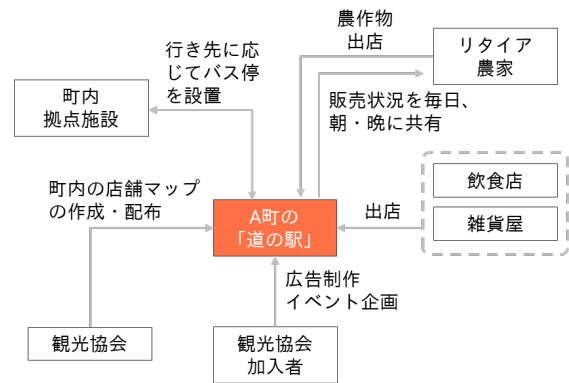 農作物
出店
リタイア
農家
行き先に応
じてバス停
を設置
町内
拠点施設
販売状況を毎日、
朝・晩に共有
飲食店
雑貨屋
町内の店舗マップ
の作成・配布
A町の
「道の駅」
出店
広告制作
イベント企画
観光協会
観光協会
加入者